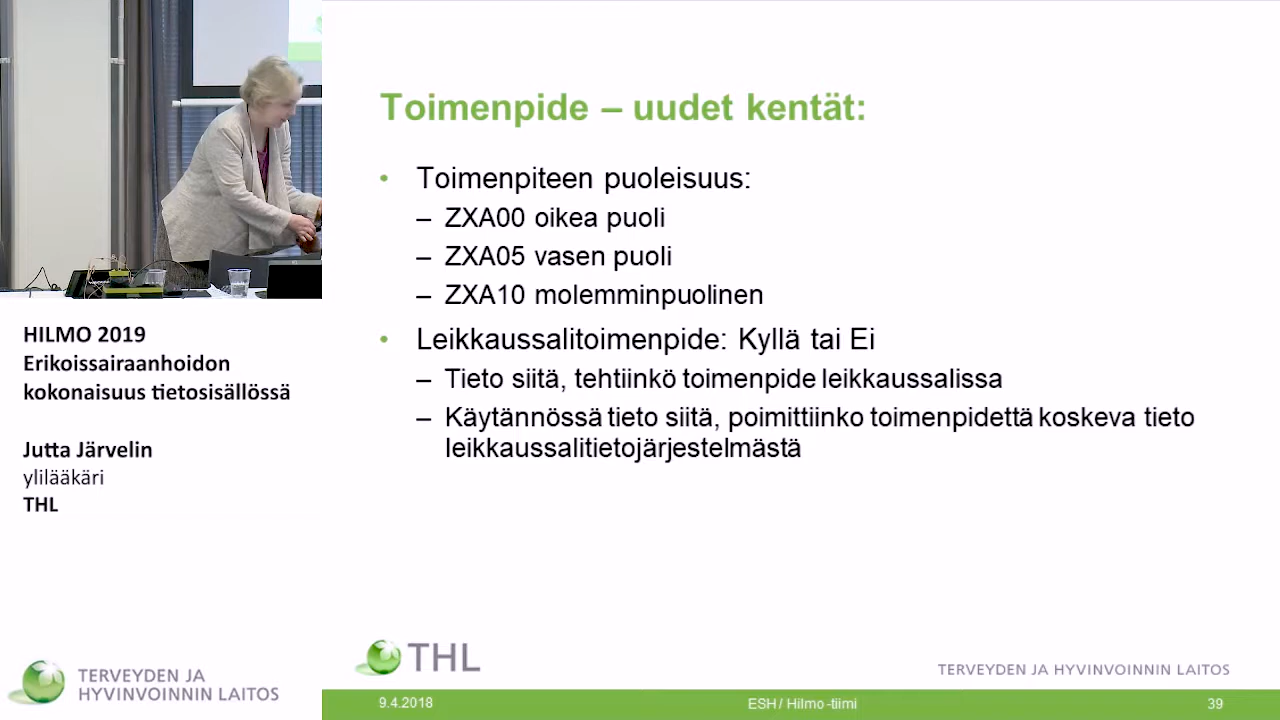 Toimenpide – uudet kentät:
• Toimenpiteen puoleisuus:
– ZXA00 oikea puoli
– ZXA05 vasen puoli
– ZXA10 molemminpuolinen
• Leikkaussalitoimenpide: Kyllä tai Ei
– Tieto siitä, tehtiinkö toimenpide leikkaussalissa
– Käytännössä tieto siitä, poimittiinko toimenpidettä koskeva tieto
leikkaussalitietojärjestelmästä
HILMO 2019
Erikoissairaanhoidon
kokonaisuus tietosisällössä
Jutta Järvelin
ylilääkäri
THL
TERVEYDEN JA
HYVINVOINNIN LAITOS
THL
TERVEYDEN JA HYVINVOINNIN LAITOS
9.4.2018
ESH / Hilmo -tiimi
39